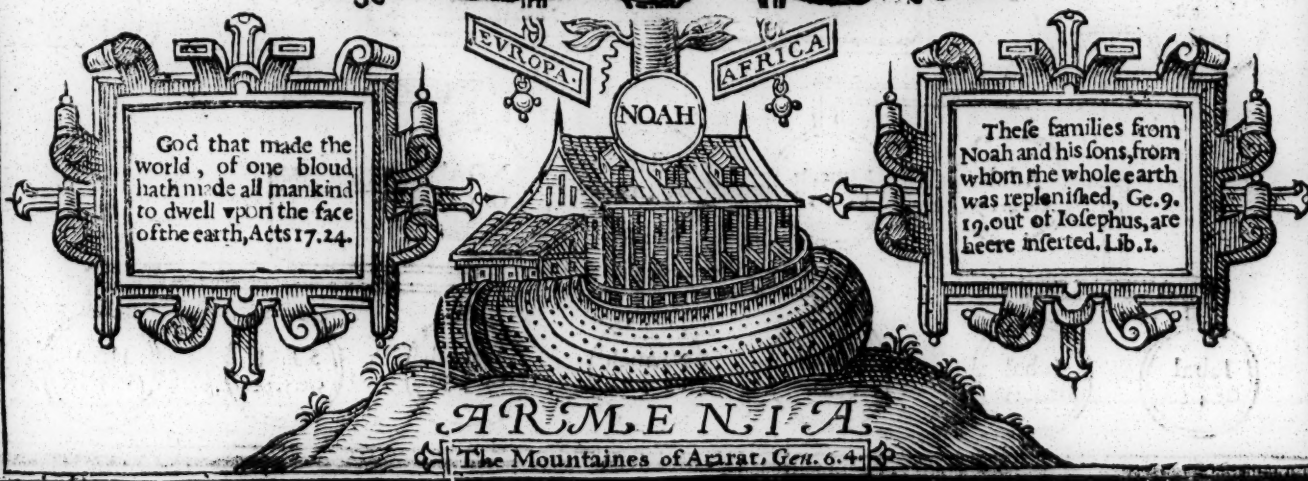 EVROPA.
AFRICA
NOAH
God that made the
world, of one bloud
hath made all mankind
to dwell vpon the face
of the earth, Acts 17.24.
Theſe families from
Noah and his ſons, from
whom the whole earth
was repleniſhed, Ge.9.
19.out of Ioſephus, are
heere inſerted. Lib.1.
ARMENIA
The Mountaines of Ararat, Gen. 6.4.